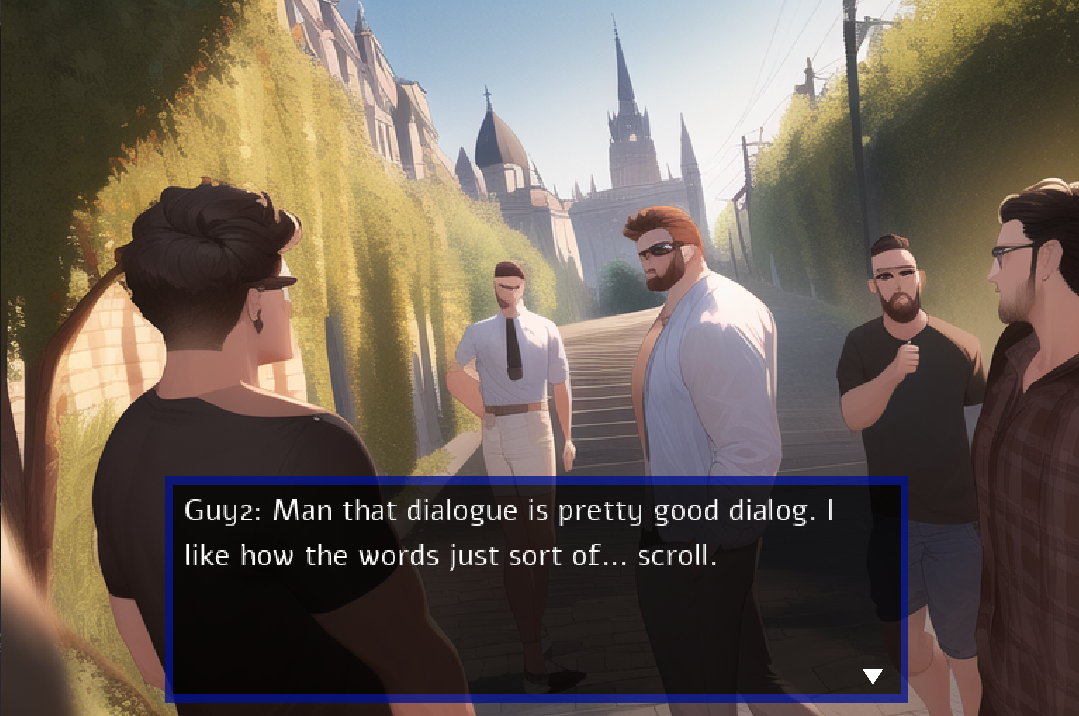 Guy2: Man that dialogue is pretty good dialog. I
like how the words just sort of... scroll.